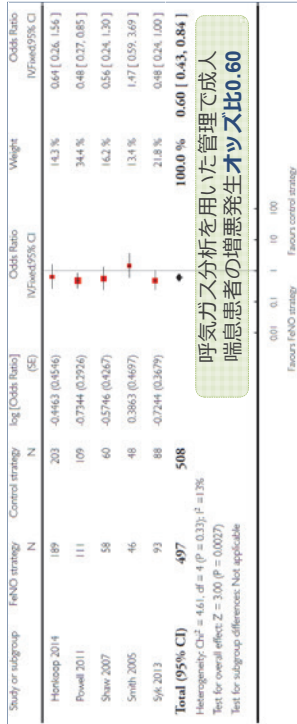 Study or subgroup FeNO strategy Control strategy log [Odds Ratio] Odds Ratio Weight Odds Ratio
N N (SE) IV,Fixed,95% CI IV,Fixed,95% CI
Honkoop 2014 189 203 -0.4463 (0.4546) 14.3 % 0.64 [ 0.26, 1.56 ]
Powell 2011 111 109 -0.7344 (0.2926) 34.4 % 0.48 [ 0.27, 0.85 ]
Shaw 2007 58 60 -0.5746 (0.4267) 16.2 % 0.56 [ 0.24, 1.30 ]
Smith 2005 46 48 0.3863 (0.4697) 13.4 % 1.47 [ 0.59, 3.69 ]
Syk 2013 93 88 -0.7244 (0.3679) 21.8 % 0.48 [ 0.24, 1.00 ]
Total (95% CI) 497 508 100.0 % 0.60 [ 0.43, 0.84 ]
Heterogeneity: Chi² = 4.61, df = 4 (P = 0.33); I² =13%
Test for overall effect: Z = 3.00 (P = 0.0027)
Test for subgroup differences: Not applicable
呼気ガス分析を用いた管理で成人
喘息患者の増悪発生オッズ比0.60
0.01 0.1 1 10 100
Favours FeNO strategy Favours control strategy